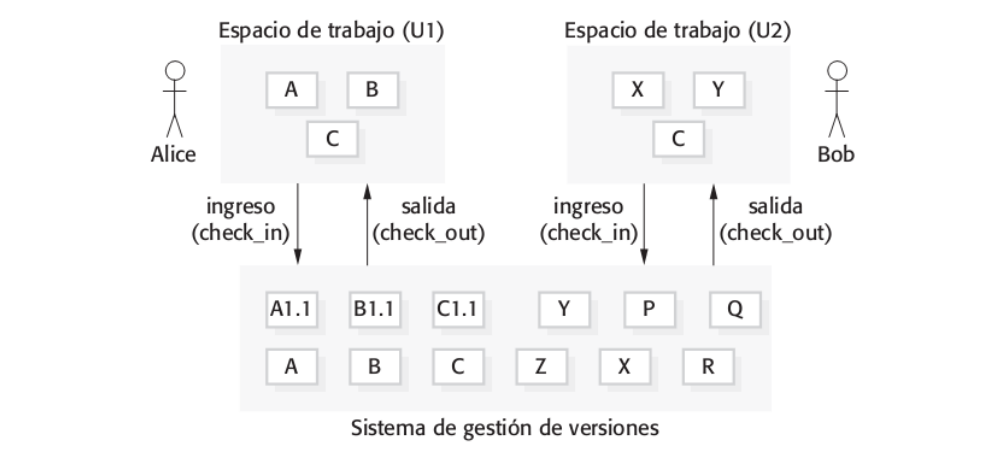 Espacio de trabajo (U1)
Espacio de trabajo (U2)
A
B
C
X
Y
C
Alice
Bob
ingreso
(check_in)
salida
(check_out)
ingreso
(check_in)
salida
(check_out)
A1.1
B1.1
C1.1
Y
P
Q
A
B
C
Z
X
R
Sistema de gestión de versiones